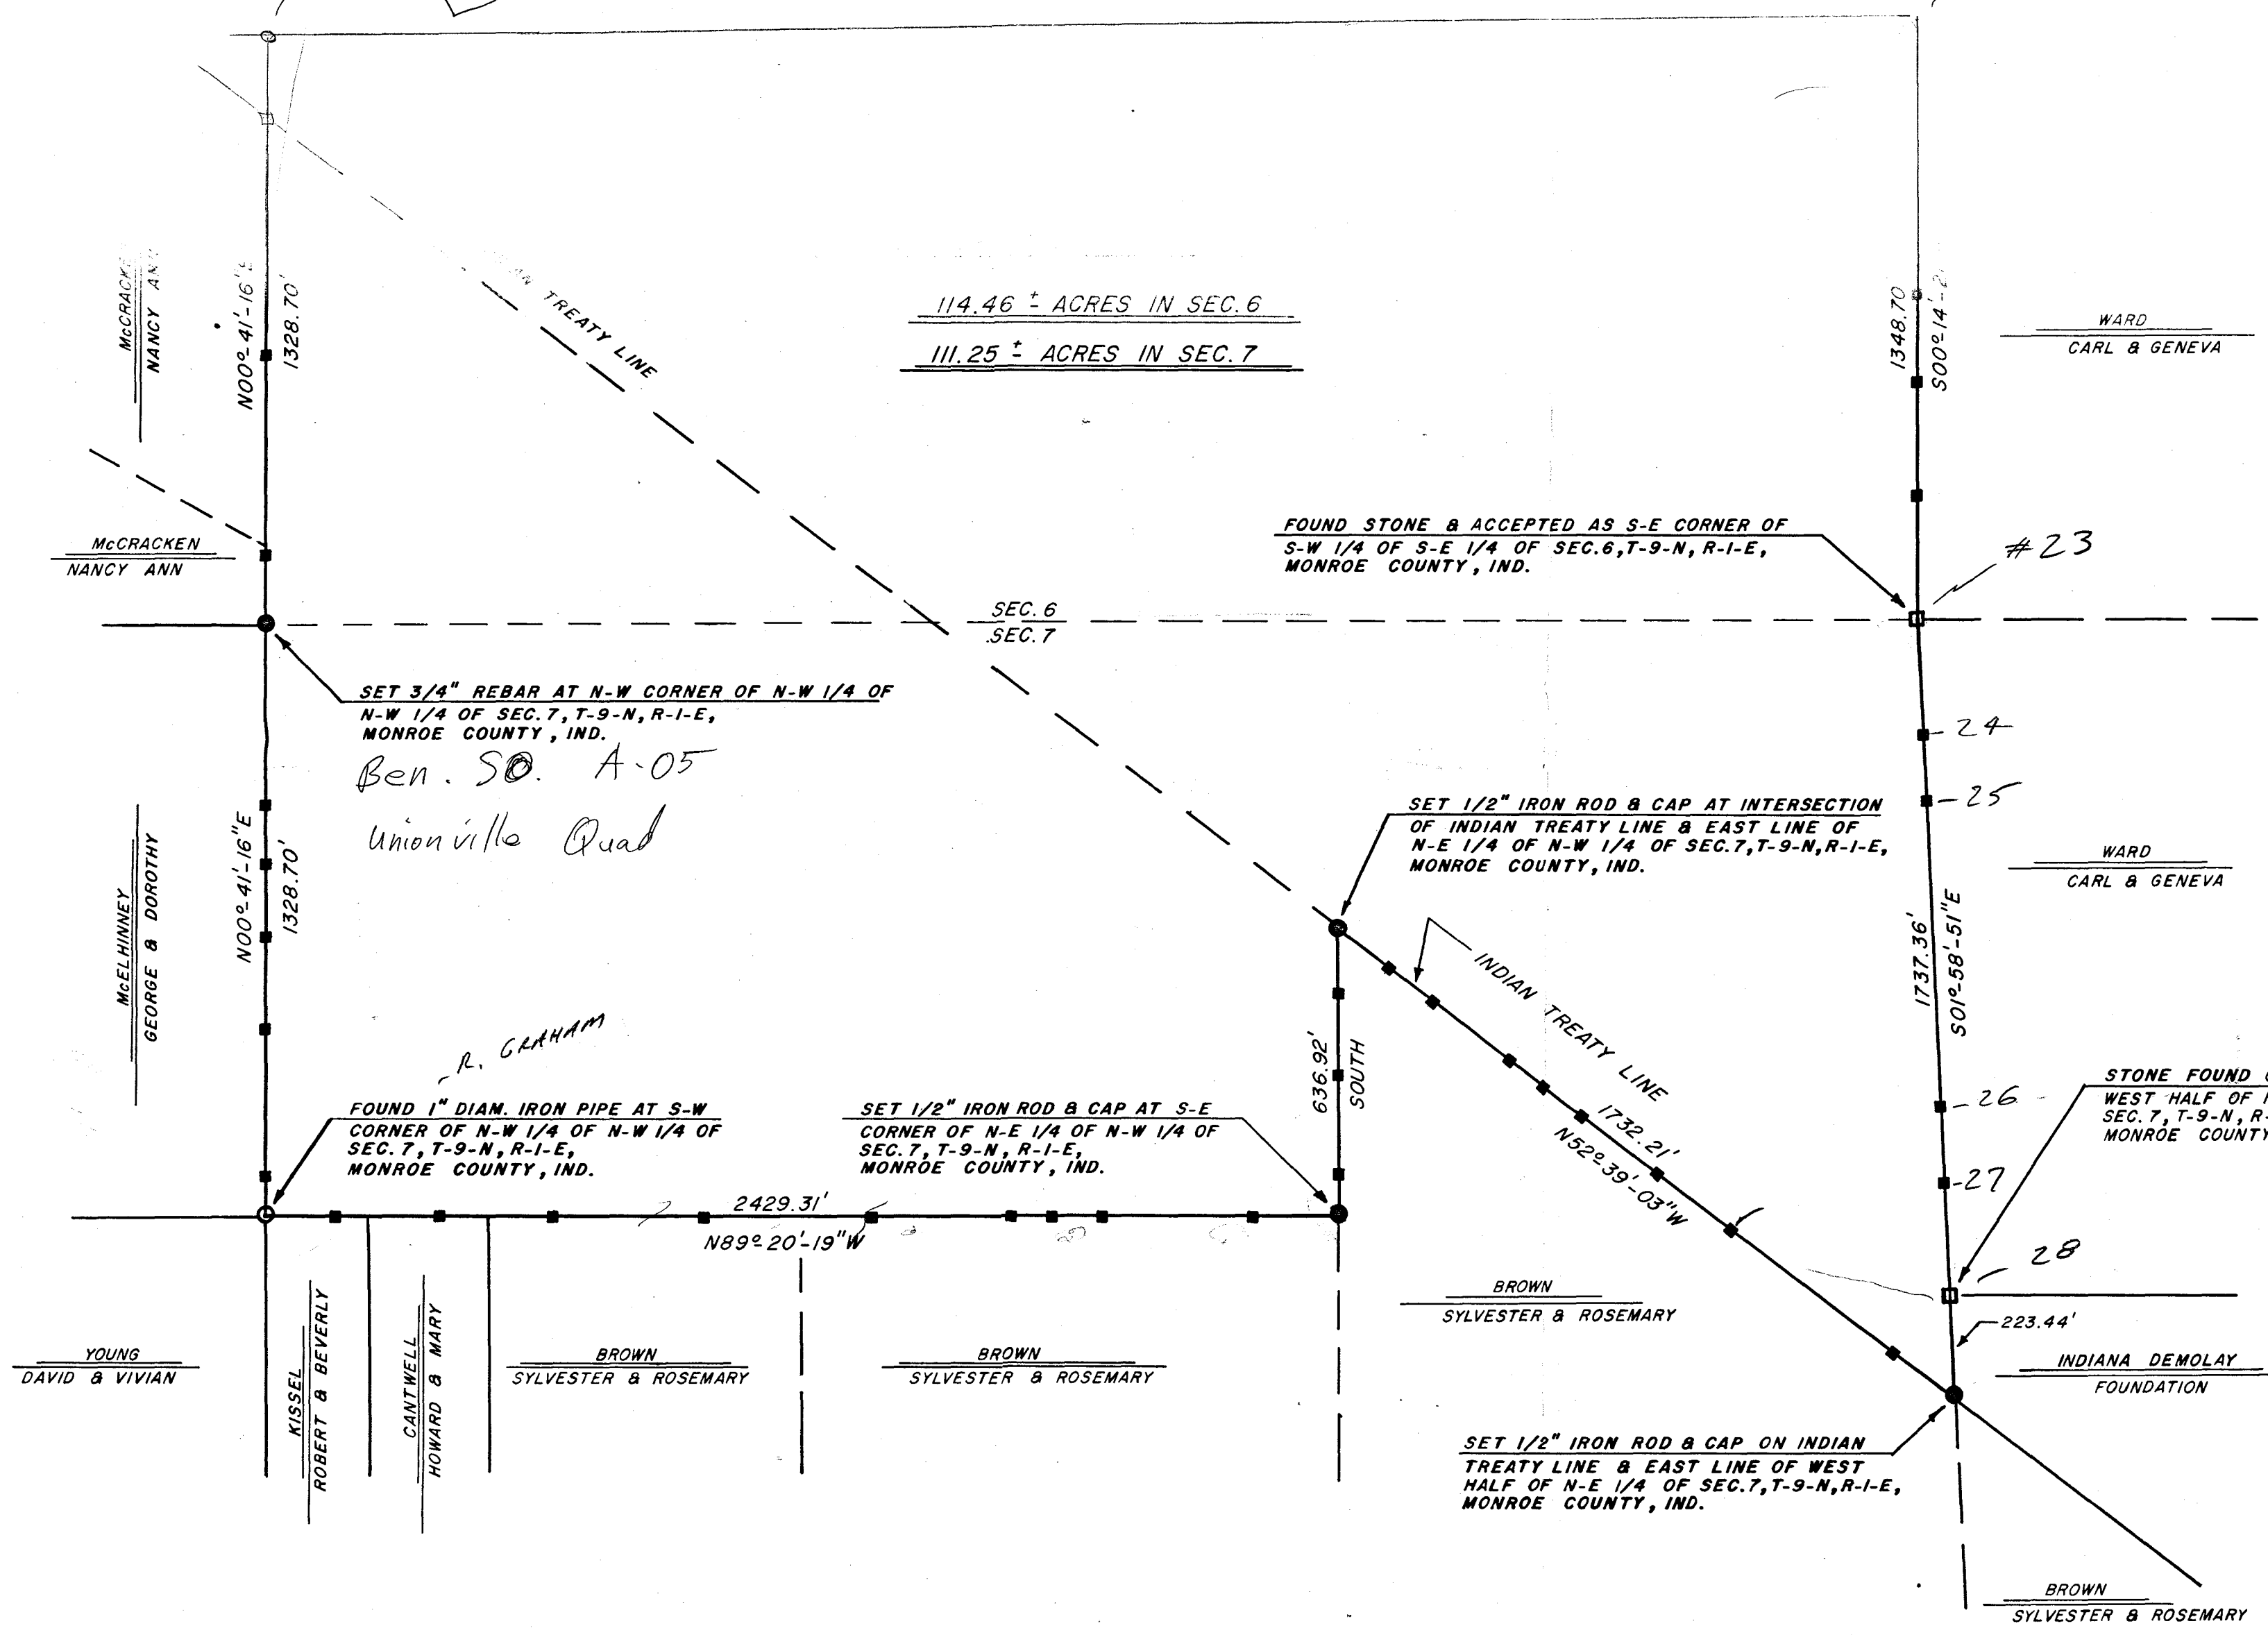 NANCY ANN
N00º-41'-16"E
1328.70'
TREATY LINE
114.46 ± ACRES IN SEC.6
111.25 ± ACRES IN SEC.7
1348.70
WARD
CARL & GENEVA
McCRACKEN
NANCY ANN
FOUND STONE & ACCEPTED AS S-E CORNER OF
S-W 1/4 OF S-E 1/4 OF SEC.6,T-9-N, R-1-E,
MONROE COUNTY, IND.
#23
SEC. 6
SEC. 7
SET 3/4" REBAR AT N-W CORNER OF N-W 1/4 OF
N-W 1/4 OF SEC.7, T-9-N, R-1-E,
MONROE COUNTY, IND.
Ben. SO. A-05
Unionville Quad
24
25
SET 1/2" IRON ROD & CAP AT INTERSECTION
OF INDIAN TREATY LINE & EAST LINE OF
N-E 1/4 OF N-W 1/4 OF SEC.7,T-9-N,R-1-E,
MONROE COUNTY, IND.
WARD
CARL & GENEVA
McELHINNEY
GEORGE & DOROTHY
N00º-41'-16"E
1328.70'
1737.36'
S01º-58'-51"E
INDIAN TREATY LINE
1732.21'
N52º-39'-03"W
636.92'
SOUTH
R. GRAHAM
FOUND 1" DIAM. IRON PIPE AT S-W
CORNER OF N-W 1/4 OF N-W 1/4 OF
SEC. 7, T-9-N, R-1-E,
MONROE COUNTY, IND.
SET 1/2" IRON ROD & CAP AT S-E
CORNER OF N-E 1/4 OF N-W 1/4 OF
SEC. 7, T-9-N, R-1-E,
MONROE COUNTY, IND.
STONE FOUND
WEST HALF OF
SEC. 7, T-9-N,
MONROE COUNTY
26
27
28
2429.31'
N89º-20'-19"W
223.44'
YOUNG
DAVID & VIVIAN
KISSEL
ROBERT & BEVERLY
CANTWELL
HOWARD & MARY
BROWN
SYLVESTER & ROSEMARY
BROWN
SYLVESTER & ROSEMARY
BROWN
SYLVESTER & ROSEMARY
INDIANA DEMOLAY
FOUNDATION
SET 1/2" IRON ROD & CAP ON INDIAN
TREATY LINE & EAST LINE OF WEST
HALF OF N-E 1/4 OF SEC.7,T-9-N,R-1-E,
MONROE COUNTY, IND.
BROWN
SYLVESTER & ROSEMARY